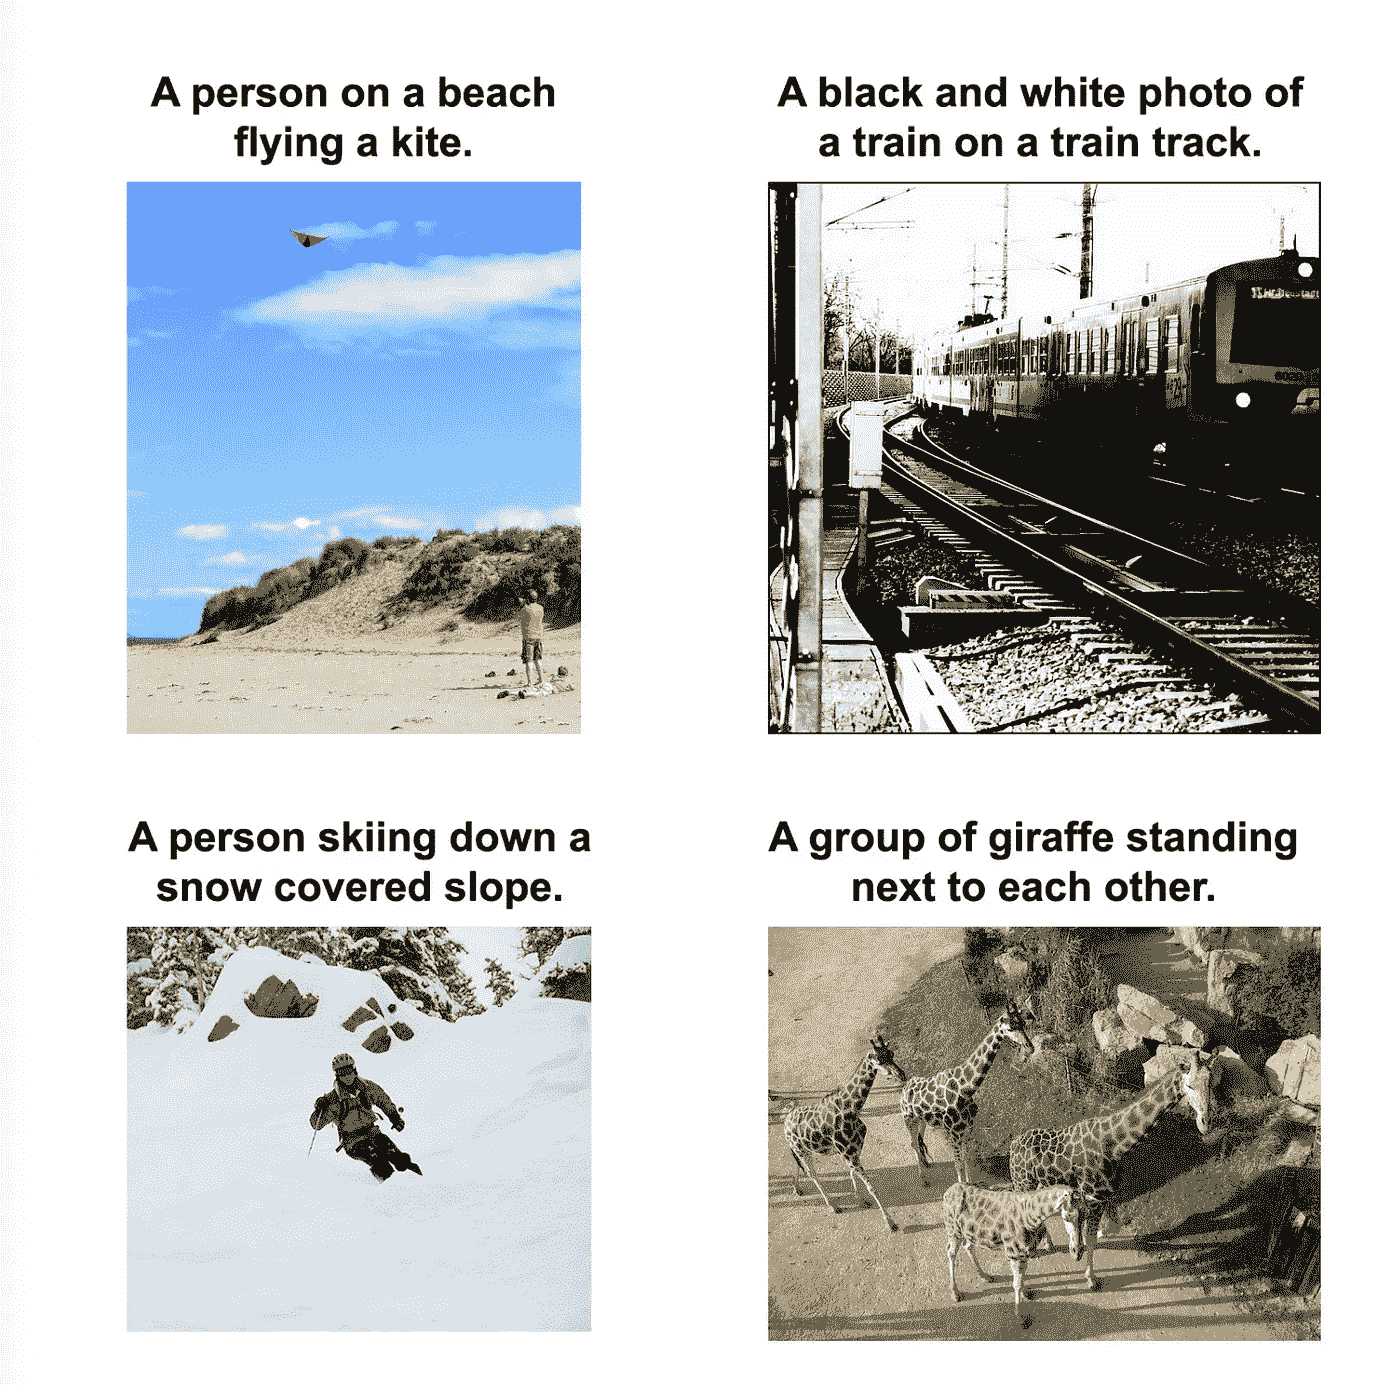 A person on a beach
flying a kite.
A black and white photo of
a train on a train track.
A person skiing down a
snow covered slope.
A group of giraffe standing
next to each other.